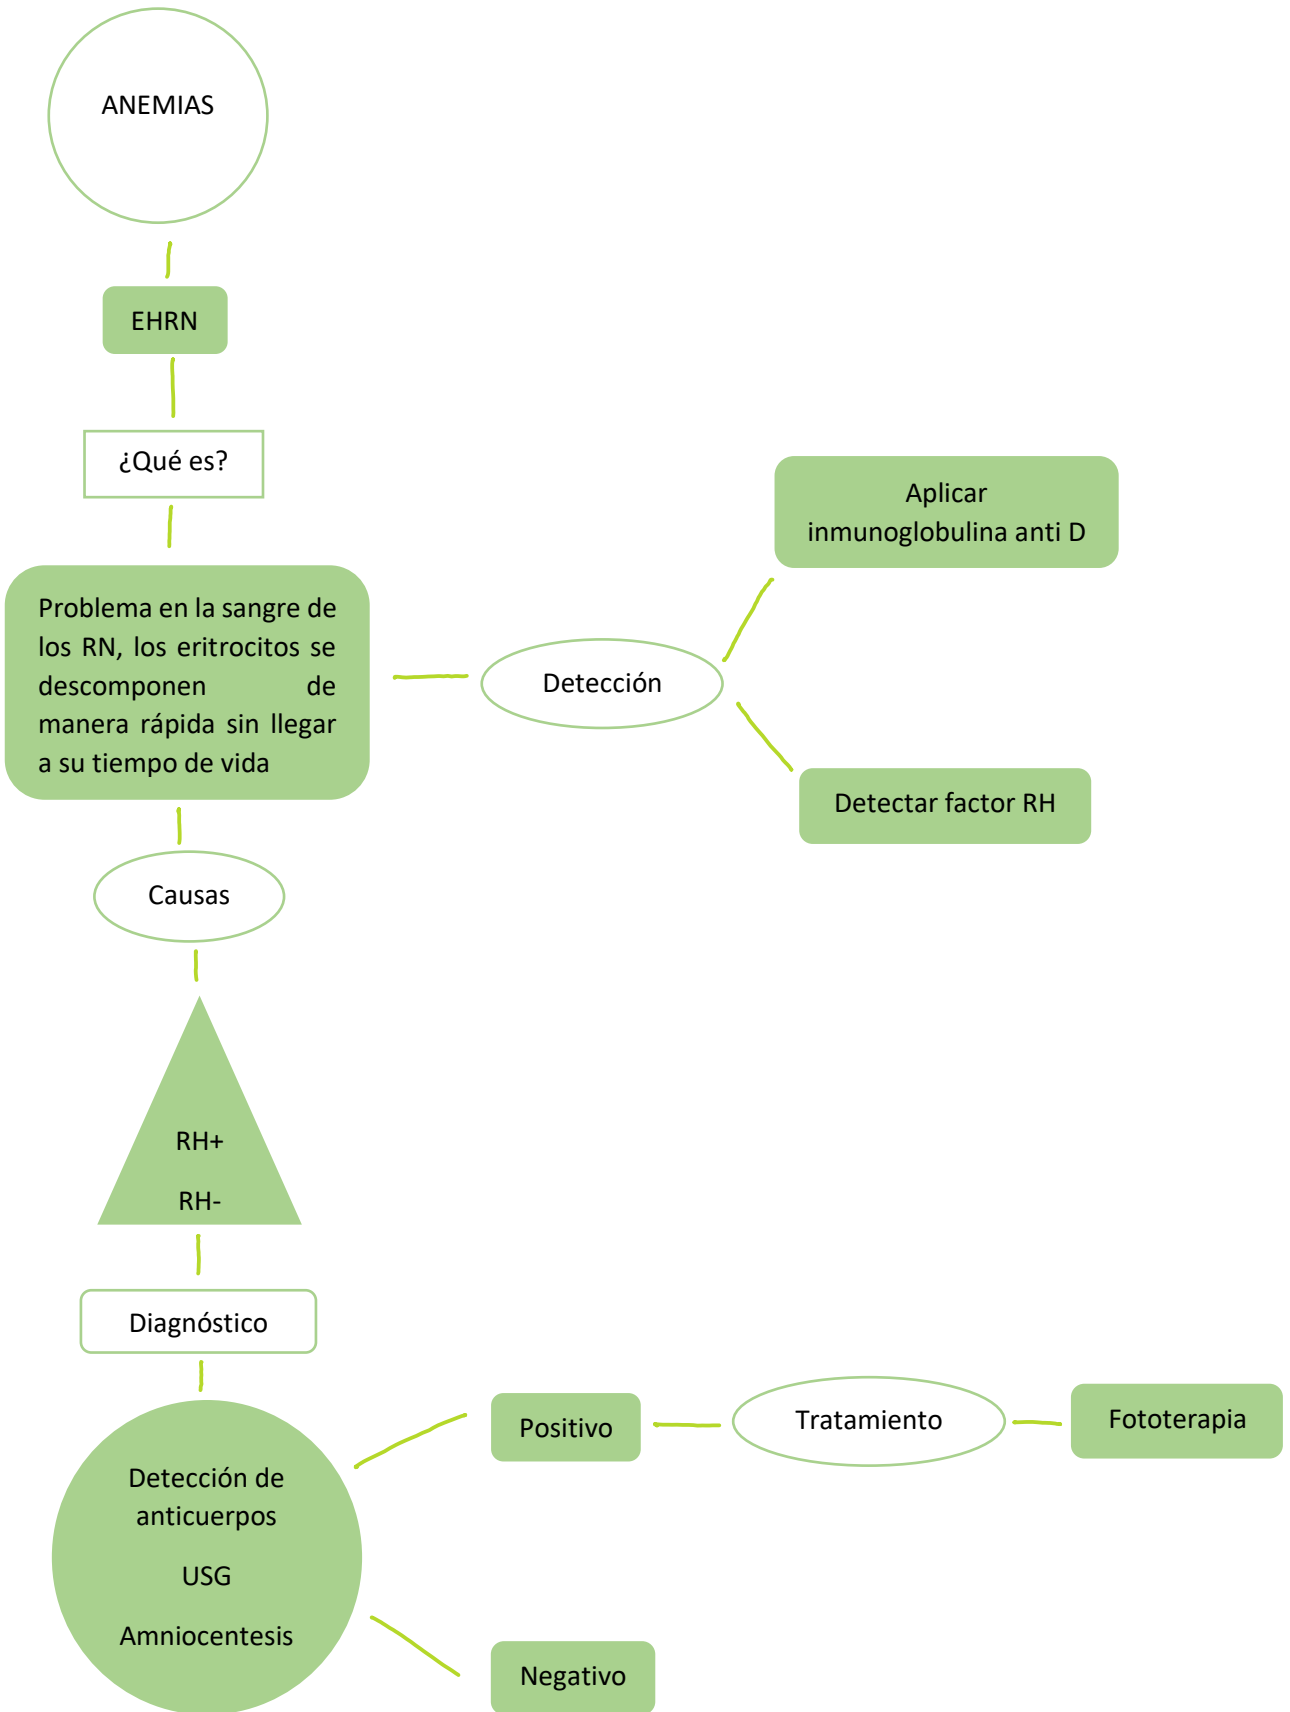 ANEMIAS
EHRN
¿Qué es?
Problema en la sangre de
los RN, los eritrocitos se
descomponen de
manera rápida sin llegar
a su tiempo de vida
Detección
Aplicar
inmunoglobulina anti D
Detectar factor RH
Causas
RH+
RH-
Diagnóstico
Detección de
anticuerpos
USG
Amniocentesis
Positivo
Tratamiento
Fototerapia
Negativo